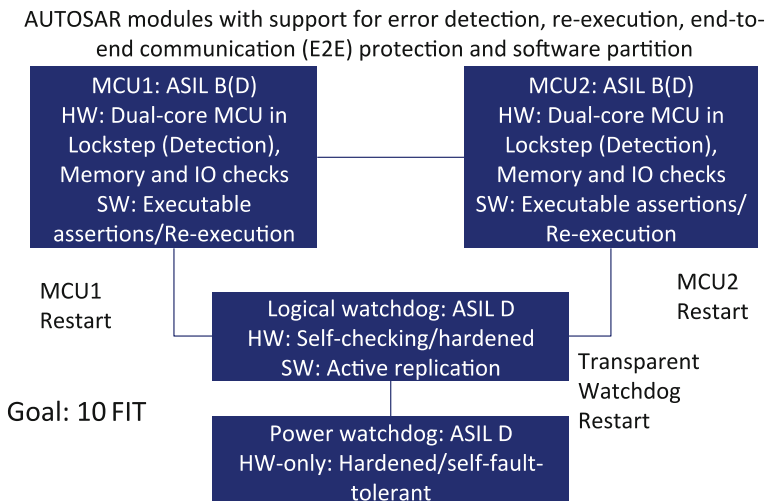 AUTOSAR modules with support for error detection, re-execution, end-to-
end communication (E2E) protection and software partition
MCU1: ASIL B(D)
HW: Dual-core MCU in
Lockstep (Detection),
Memory and IO checks
SW: Executable
assertions/Re-execution
MCU2: ASIL B(D)
HW: Dual-core MCU in
Lockstep (Detection),
Memory and IO checks
SW: Executable assertions/
Re-execution
MCU1
Restart
MCU2
Restart
Logical watchdog: ASIL D
HW: Self-checking/hardened
SW: Active replication
Transparent
Watchdog
Restart
Goal: 10 FIT
Power watchdog: ASIL D
HW-only: Hardened/self-fault-
tolerant